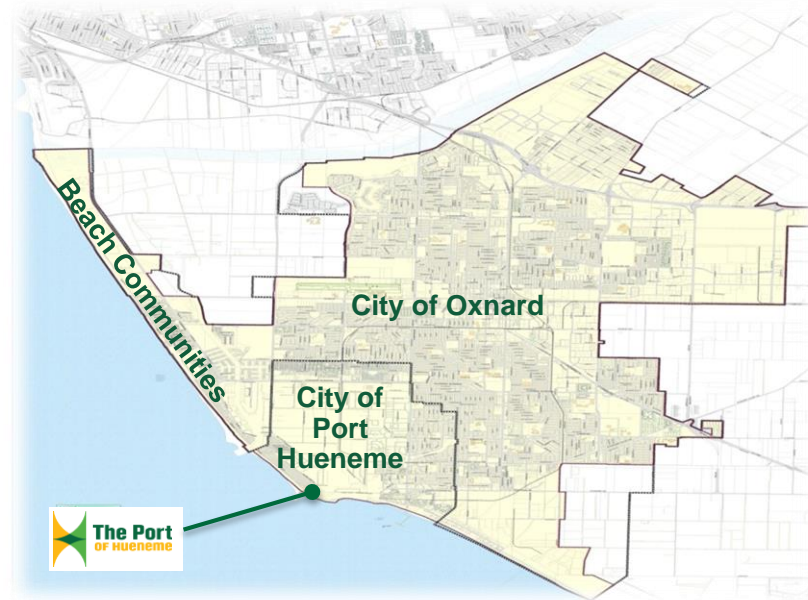 Beach Communities
City of Oxnard
City of
Port
Hueneme
The Port
OF HUENEME